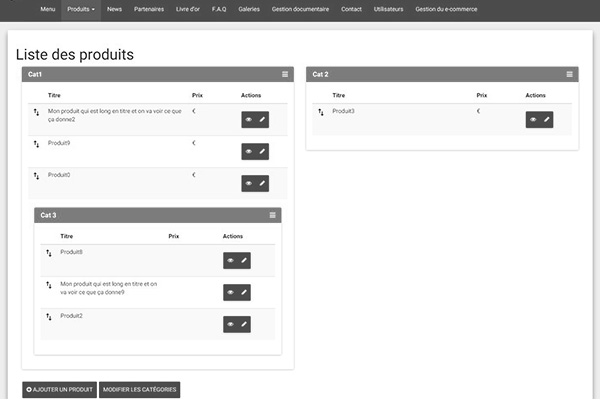 Menu Produits News Partenaires Livre d'or F.A.Q Galeries Gestion documentaire Contact Utilisateurs Gestion du e-commerce
Liste des produits
Cat1
Titre Prix Actions
Mon produit qui est long en titre et on va voir ce que
ça donne2 €
Produit9 €
Produit0 €
Cat 3
Titre Prix Actions
Produit8
Mon produit qui est long en titre et on
va voir ce que ça donne9
Produit2
Cat 2
Titre Prix Actions
Produit3 €
AJOUTER UN PRODUIT MODIFIER LES CATÉGORIES